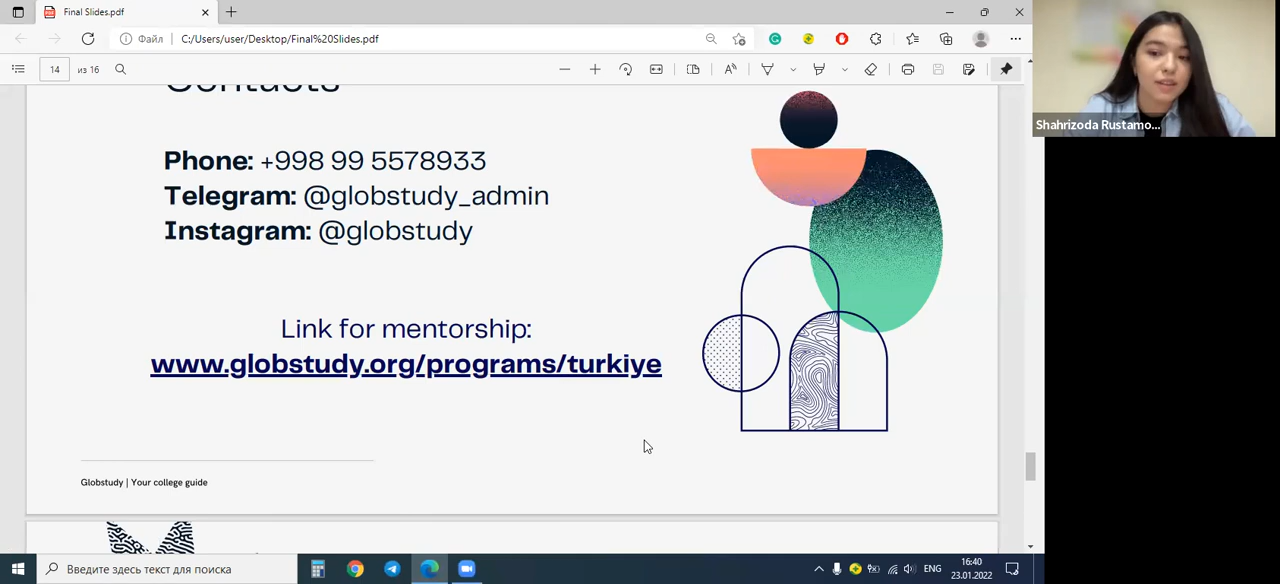 Final Slides.pdf
Файл
C:/Users/user/Desktop/Final%20Slides.pdf
14 из 16
Contacts
Phone: +998 99 5578933
Telegram: @globstudy_admin
Instagram: @globstudy
Link for mentorship:
www.globstudy.org/programs/turkiye
Globstudy | Your college guide
Shahrizoda Rustamo...
Введите здесь текст для поиска
ENG
16:40
23.01.2022